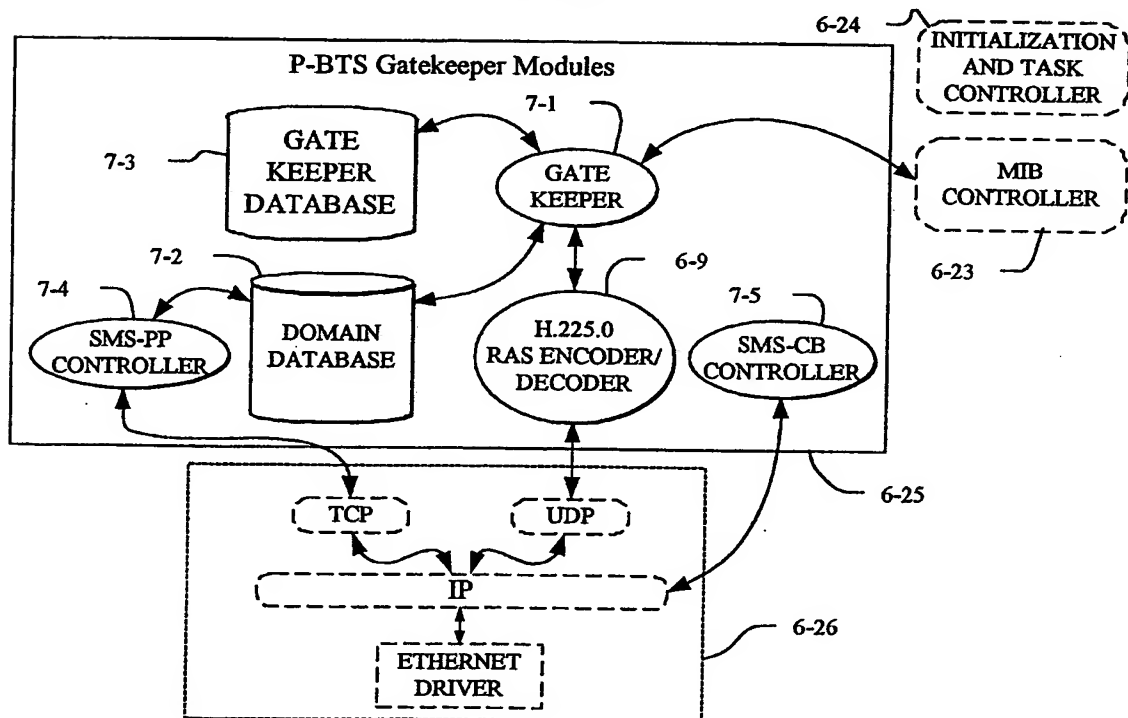 6-24
INITIALIZATION
AND TASK
CONTROLLER
P-BTS Gatekeeper Modules
7-1
7-3
GATE
KEEPER
DATABASE
GATE
KEEPER
MIB
CONTROLLER
6-23
7-2
6-9
7-4
7-5
SMS-PP
CONTROLLER
DOMAIN
DATABASE
H.225.0
RAS ENCODER/
DECODER
SMS-CB
CONTROLLER
6-25
TCP
UDP
IP
6-26
ETHERNET
DRIVER